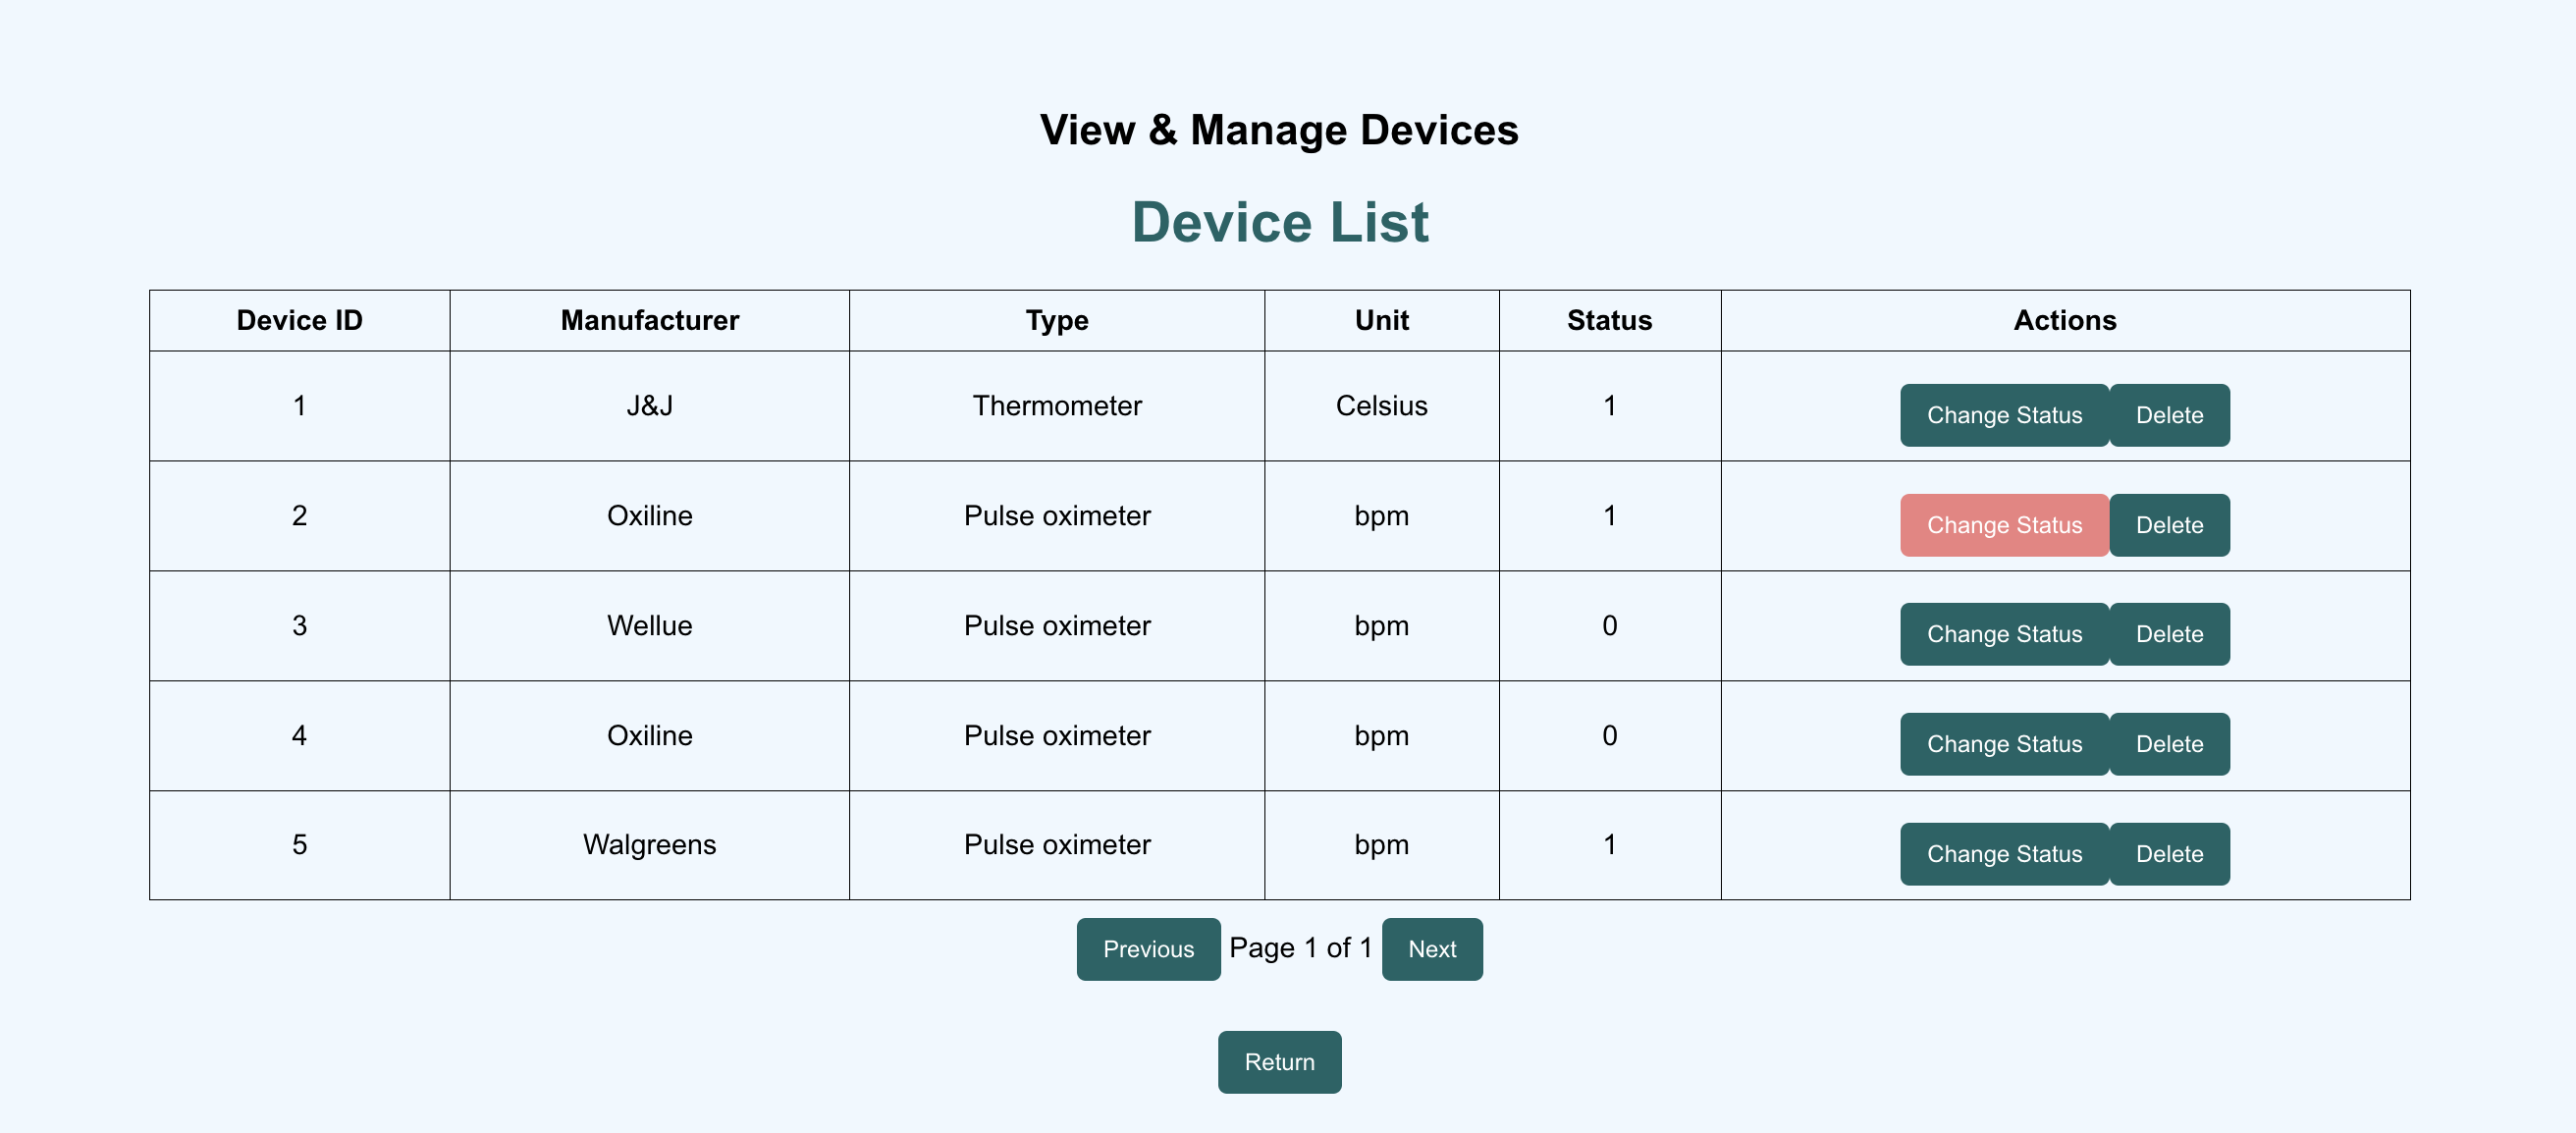 View & Manage Devices
Device List
Device ID Manufacturer Type Unit Status Actions
1 J&J Thermometer Celsius 1 Change Status Delete
2 Oxiline Pulse oximeter bpm 1 Change Status Delete
3 Wellue Pulse oximeter bpm 0 Change Status Delete
4 Oxiline Pulse oximeter bpm 0 Change Status Delete
5 Walgreens Pulse oximeter bpm 1 Change Status Delete
Previous Page 1 of 1 Next
Return